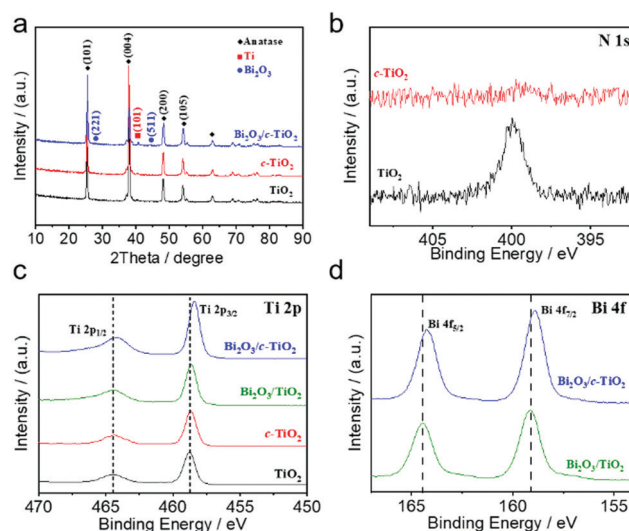 a
◆Anatase
■Ti
●Bi₂O₃
(101)
(004)
(221)
(101)
(511)
(200)
(105)
Bi₂O₃/c-TiO₂
c-TiO₂
TiO₂
Intensity / (a.u.)
10 20 30 40 50 60 70 80 90
2Theta / degree
b
N 1s
c-TiO₂
TiO₂
Intensity / (a.u.)
405 400 395
Binding Energy / eV
c
Ti 2p
Ti 2p₁/₂
Ti 2p₃/₂
Bi₂O₃/c-TiO₂
Bi₂O₃/TiO₂
c-TiO₂
TiO₂
Intensity / (a.u.)
470 465 460 455 450
Binding Energy / eV
d
Bi 4f
Bi 4f₅/₂
Bi 4f₇/₂
Bi₂O₃/c-TiO₂
Bi₂O₃/TiO₂
Intensity / (a.u.)
165 160 155
Binding Energy / eV